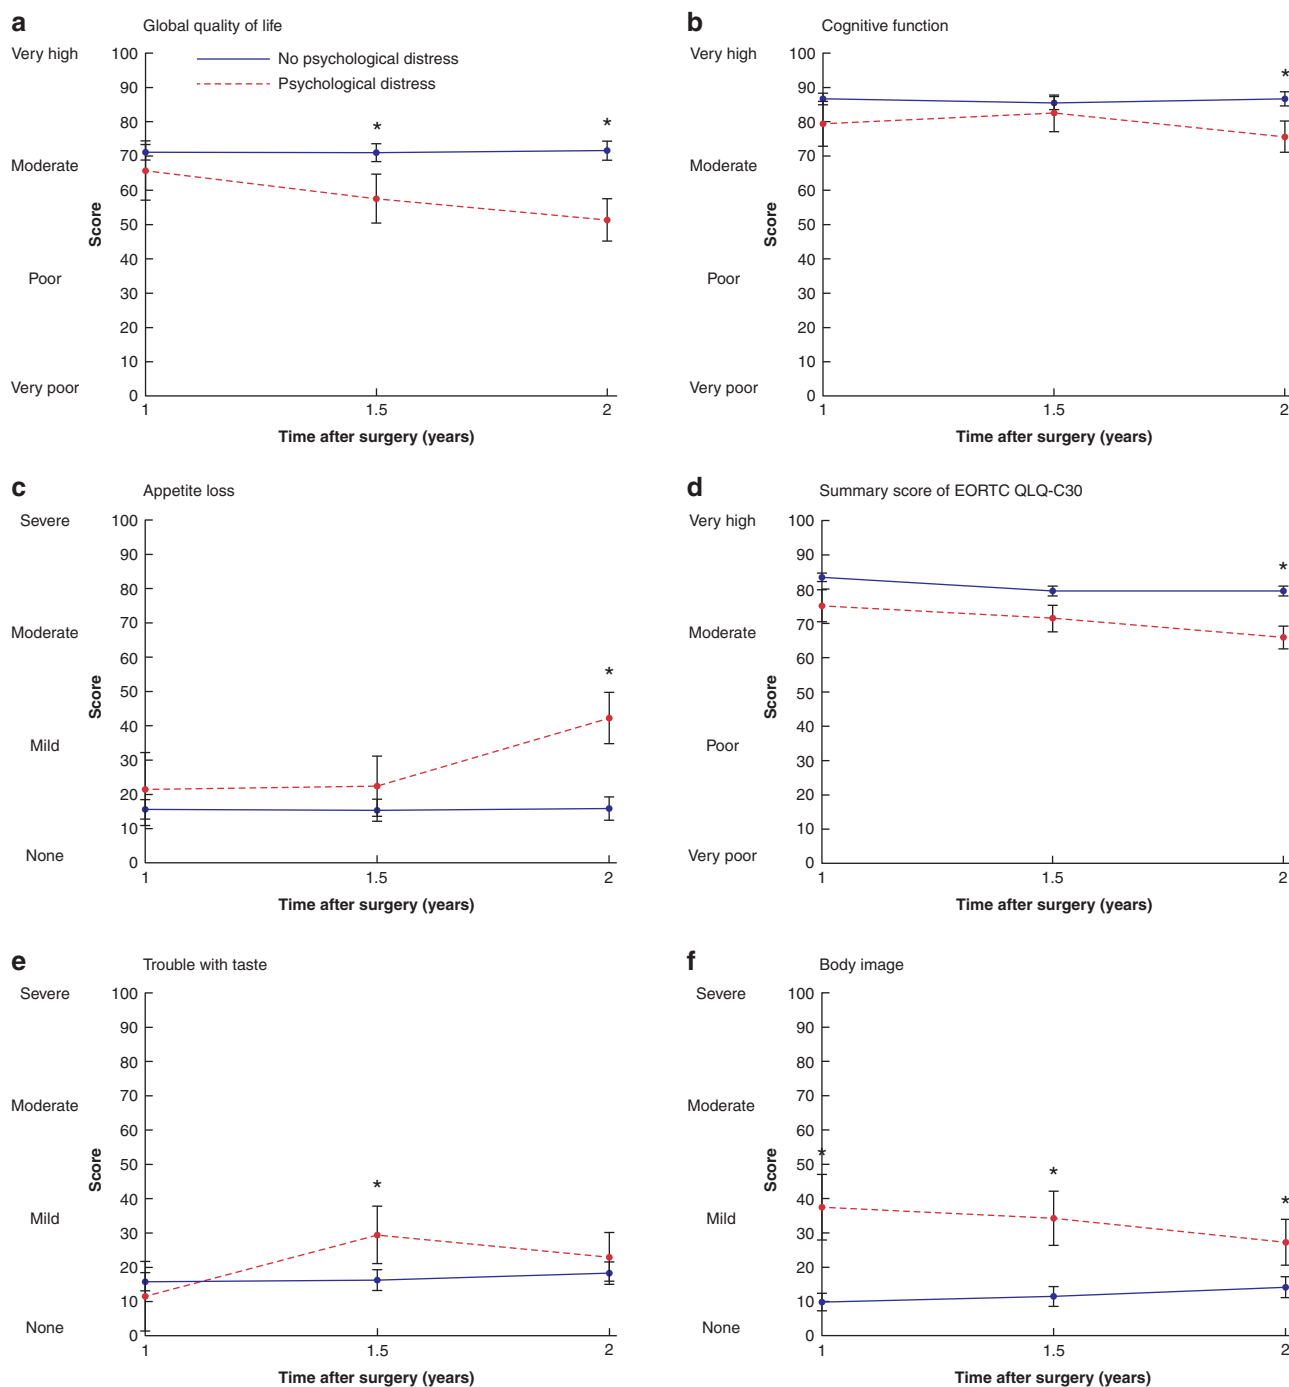 a Global quality of life
Very high
Moderate
Poor
Very poor
Score
100
90
80
70
60
50
40
30
20
10
0
No psychological distress
Psychological distress
*
*
1 1.5 2
Time after surgery (years)
b Cognitive function
Very high
Moderate
Poor
Very poor
Score
100
90
80
70
60
50
40
30
20
10
0
*
1 1.5 2
Time after surgery (years)
c Appetite loss
Severe
Moderate
Mild
None
Score
100
90
80
70
60
50
40
30
20
10
0
*
1 1.5 2
Time after surgery (years)
d Summary score of EORTC QLQ-C30
Very high
Moderate
Poor
Very poor
Score
100
90
80
70
60
50
40
30
20
10
0
*
1 1.5 2
Time after surgery (years)
e Trouble with taste
Severe
Moderate
Mild
None
Score
100
90
80
70
60
50
40
30
20
10
0
*
1 1.5 2
Time after surgery (years)
f Body image
Severe
Moderate
Mild
None
Score
100
90
80
70
60
50
40
30
20
10
0
*
*
*
1 1.5 2
Time after surgery (years)